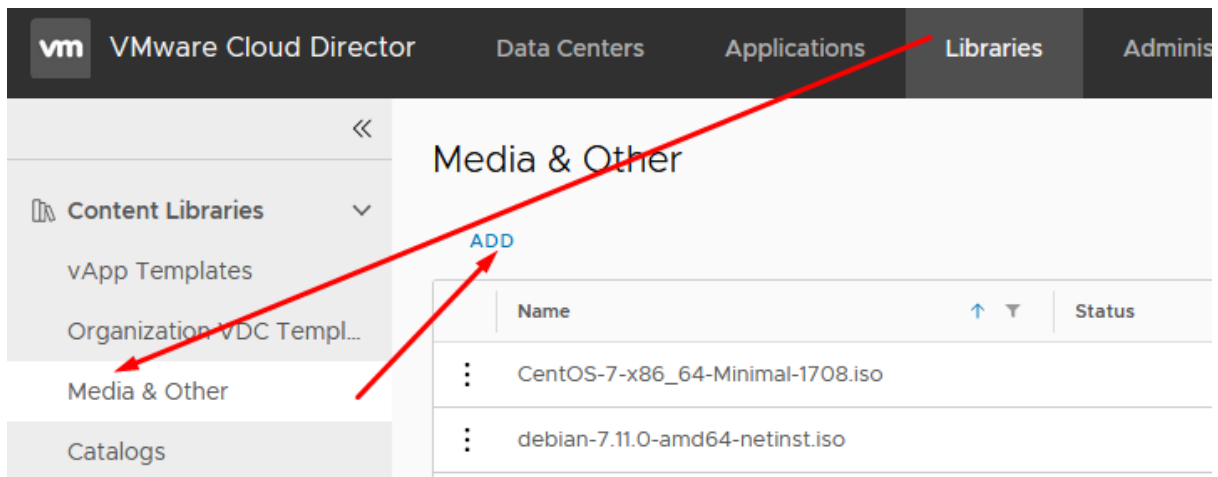 vm VMware Cloud Director Data Centers Applications Libraries Adminis
Media & Other
Content Libraries
ADD
vApp Templates
Name Status
Organization VDC Templ...
CentOS-7-x86_64-Minimal-1708.iso
Media & Other
debian-7.11.0-amd64-netinst.iso
Catalogs